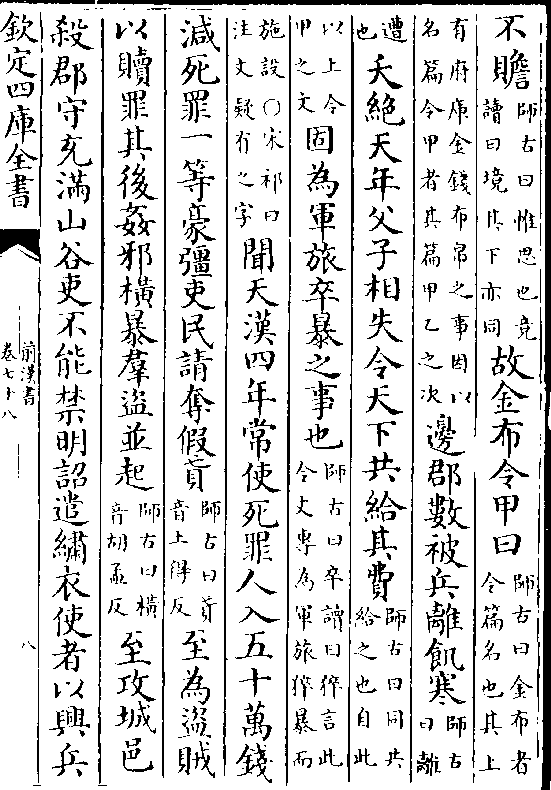 不贍師古曰惟思也竟讀曰境其下亦同故金布令甲曰師古曰金布者令篇名也其上
有府庫金錢布帛之事因以名篇令甲者其篇甲乙之次邊郡數被兵離飢寒師古曰離
遭也夭絶天年父子相失令天下共給其費師古曰同共給之也自此
以上令甲之文固為軍旅卒暴之事也師古曰卒讀曰猝言此令文專為軍旅猝暴而
施設○宋祁曰注文疑有之字聞天漢四年常使死罪人入五十萬錢
減死罪一等豪彊吏民請奪假貣師古曰貣音上得反至為盜賊
以贖罪其後姦邪橫暴羣盜並起師古曰橫音胡孟反至攻城邑
殺郡守充滿山谷吏不能禁明詔遣繡衣使者以興兵
欽定四庫全書
前漢書
卷七十八
八